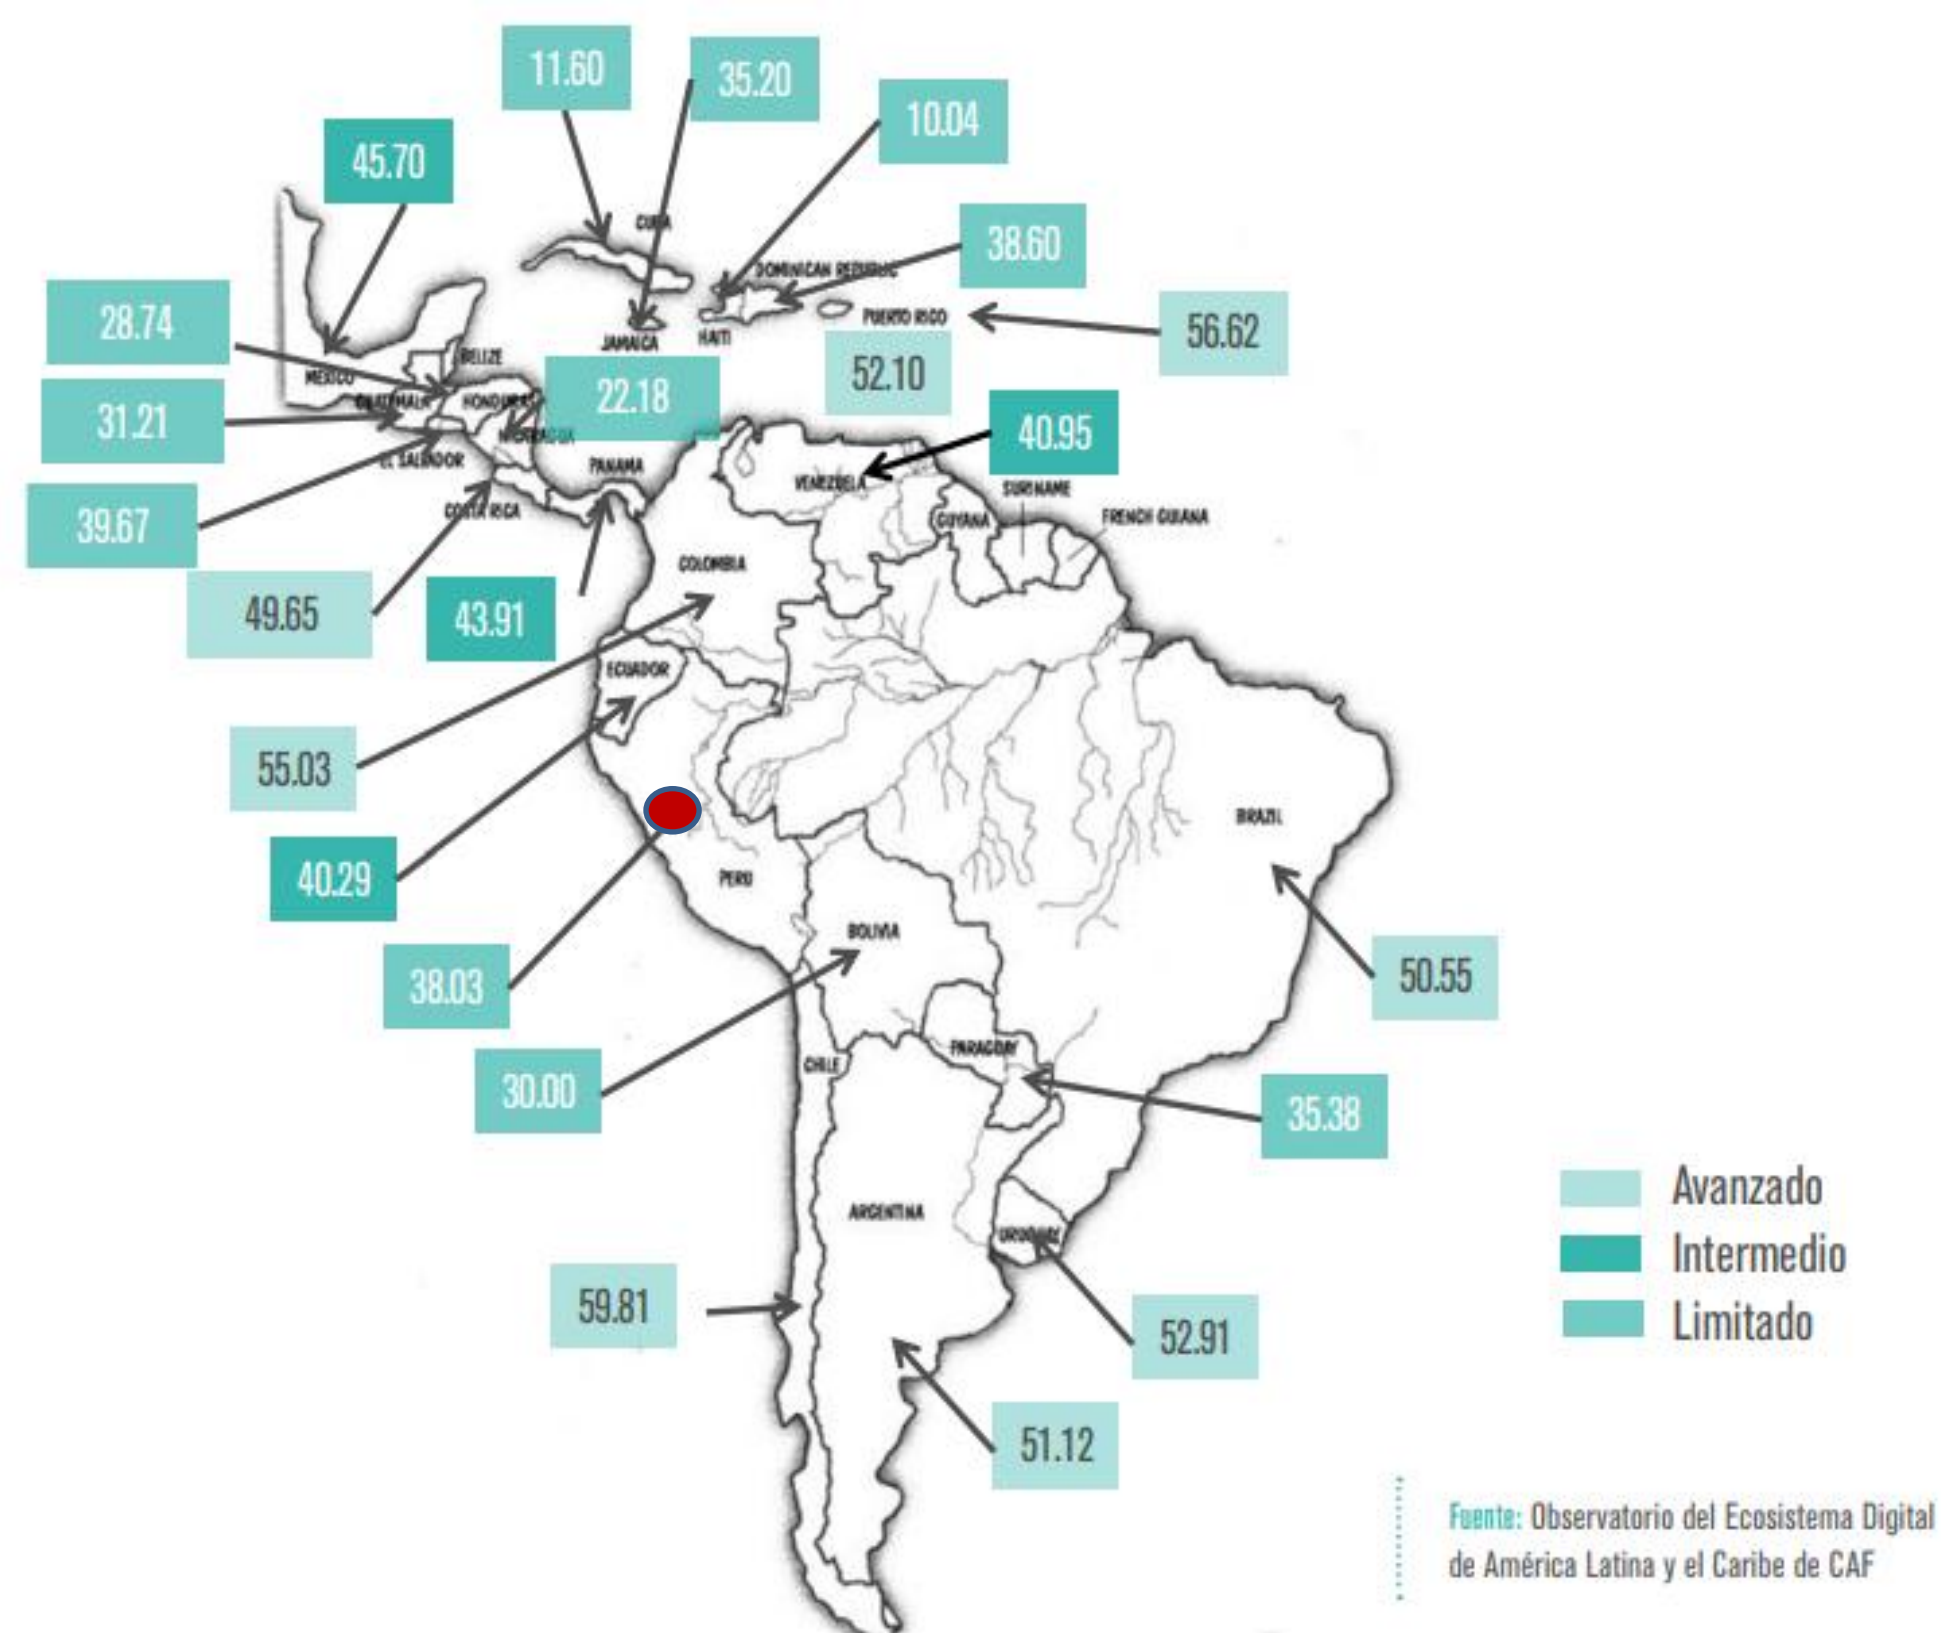 11.60
35.20
10.04
45.70
38.60
CUBA
DOMINICAN REPUBLIC
28.74
56.62
PUERTO RICO
JAMAICA
HAITI
BELIZE
52.10
MEXICO
22.18
GUATEMALA
HONDURAS
31.21
40.95
NICARAGUA
EL SALVADOR
PANAMA
VENEZUELA
SURINAME
COSTA RICA
GUYANA
FRENCH GUIANA
39.67
COLOMBIA
49.65
43.91
ECUADOR
55.03
BRAZIL
40.29
PERU
BOLIVIA
38.03
50.55
PARAGUAY
CHILE
30.00
35.38
Avanzado
ARGENTINA
URUGUAY
Intermedio
59.81
Limitado
52.91
51.12
Fuente: Observatorio del Ecosistema Digital
de América Latina y el Caribe de CAF